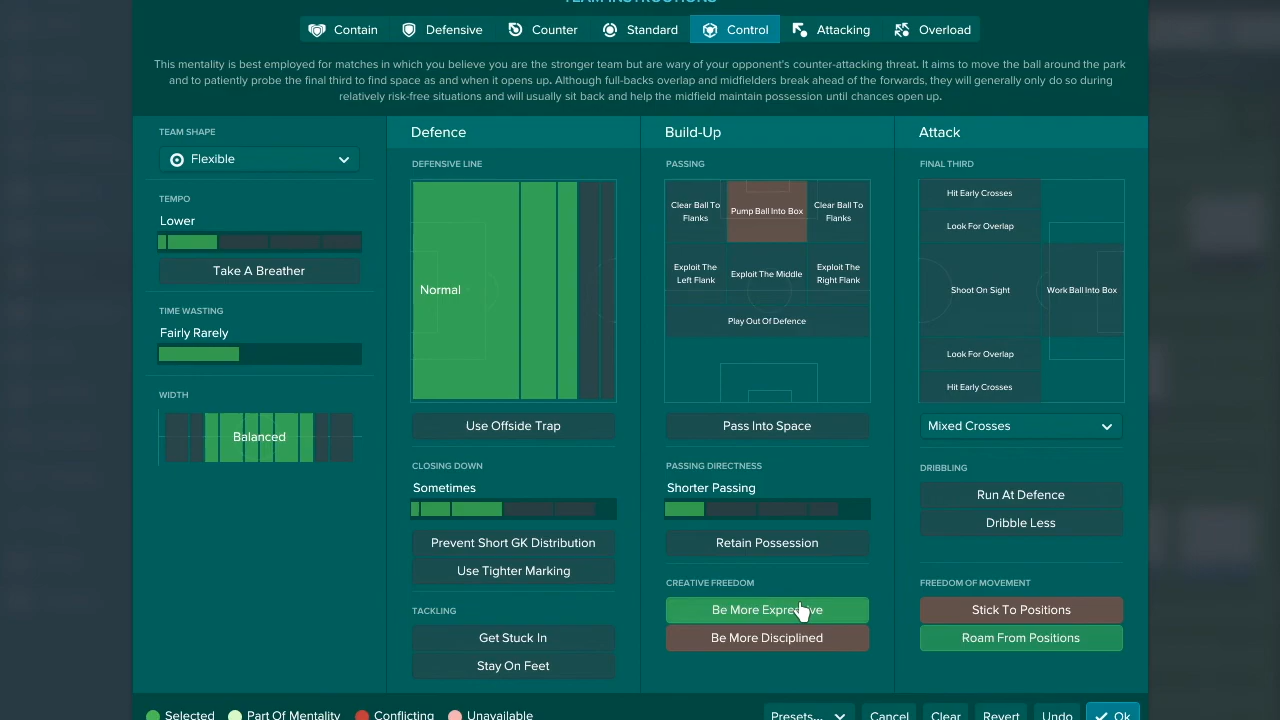 TEAM INSTRUCTIONS
Contain
Defensive
Counter
Standard
Control
Attacking
Overload
This mentality is best employed for matches in which you believe you are the stronger team but are wary of your opponent's counter-attacking threat. It aims to move the ball around the park
and to patiently probe the final third to find space as and when it opens up. Although full-backs overlap and midfielders break ahead of the forwards, they will generally only do so during
relatively risk-free situations and will usually sit back and help the midfield maintain possession until chances open up.
TEAM SHAPE
Flexible
TEMPO
Lower
Take A Breather
TIME WASTING
Fairly Rarely
WIDTH
Balanced
Defence
DEFENSIVE LINE
Normal
Use Offside Trap
CLOSING DOWN
Sometimes
Prevent Short GK Distribution
Use Tighter Marking
TACKLING
Get Stuck In
Stay On Feet
Build-Up
PASSING
Clear Ball To
Flanks
Pump Ball Into Box
Clear Ball To
Flanks
Exploit The
Left Flank
Exploit The Middle
Exploit The
Right Flank
Play Out Of Defence
Pass Into Space
PASSING DIRECTNESS
Shorter Passing
Retain Possession
CREATIVE FREEDOM
Be More Expressive
Be More Disciplined
Attack
FINAL THIRD
Hit Early Crosses
Look For Overlap
Shoot On Sight
Work Ball Into Box
Look For Overlap
Hit Early Crosses
Mixed Crosses
DRIBBLING
Run At Defence
Dribble Less
FREEDOM OF MOVEMENT
Stick To Positions
Roam From Positions
Selected
Part Of Mentality
Conflicting
Unavailable
Presets...
Cancel
Clear
Revert
Undo
Ok